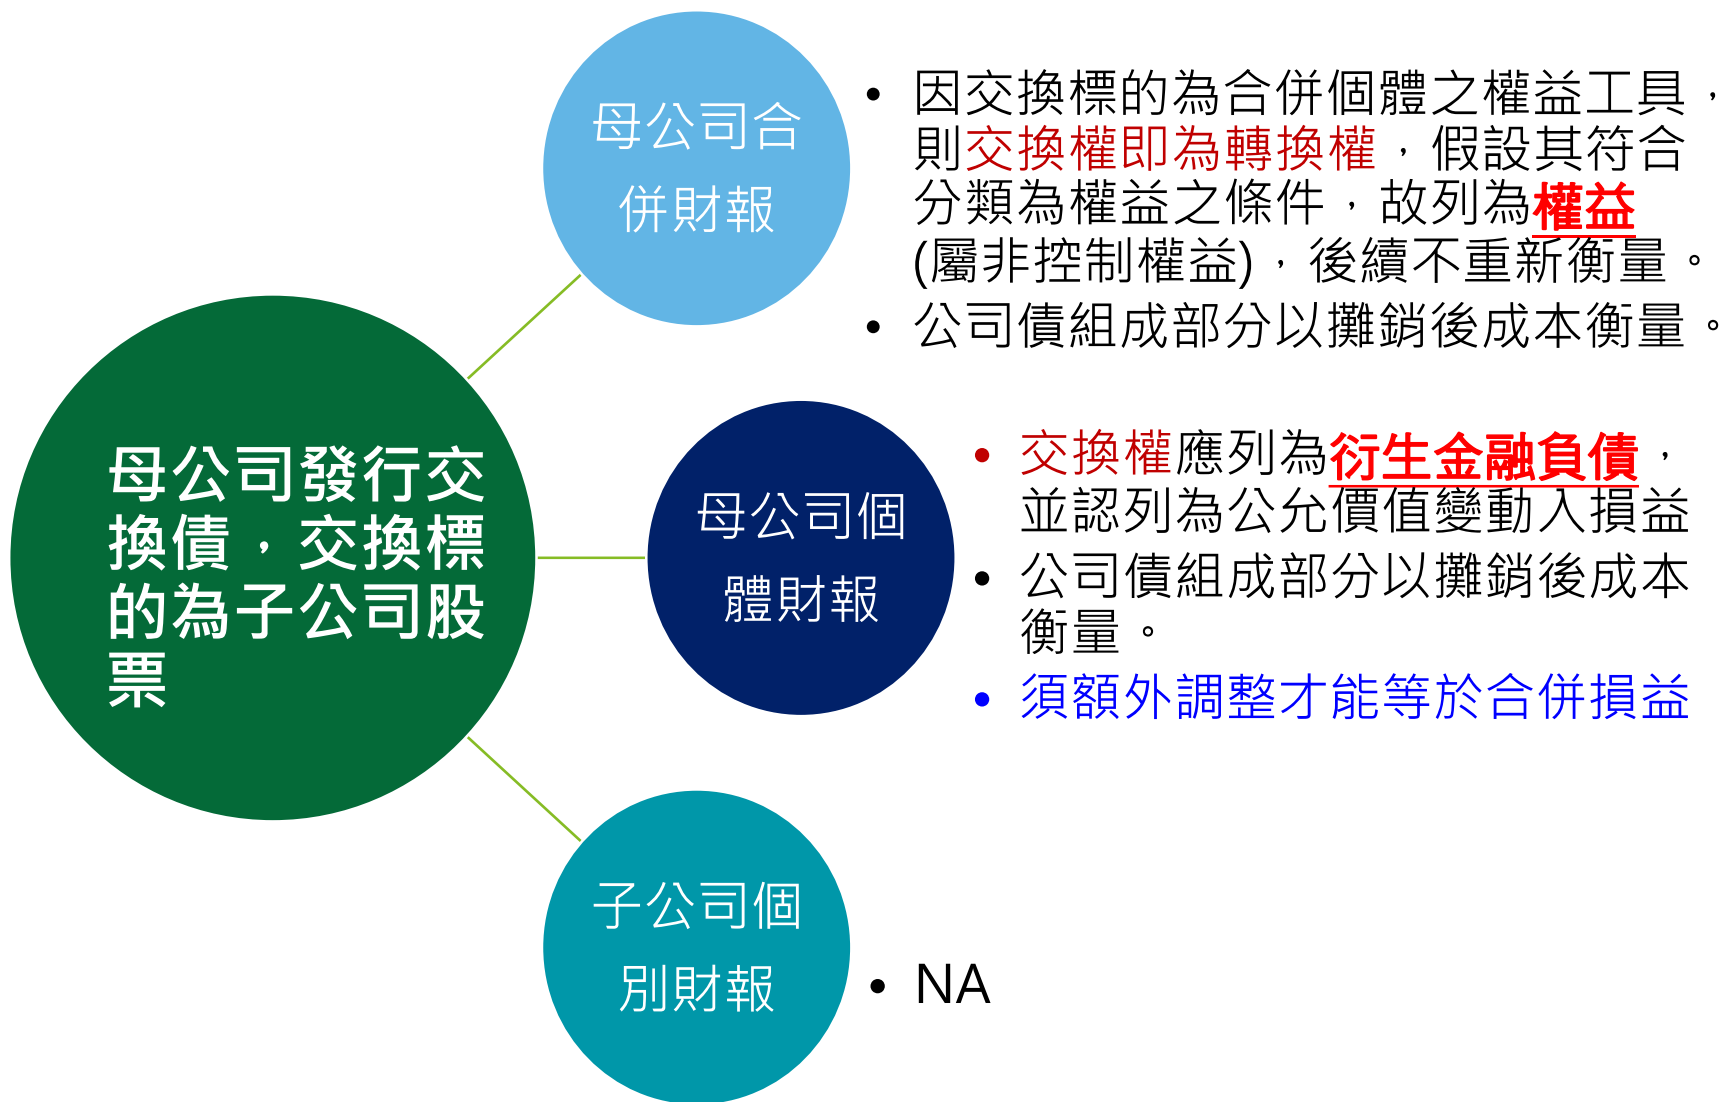 母公司發行交
換債，交換標
的為子公司股
票
母公司合
併財報
• 因交換標的為合併個體之權益工具，
則交換權即為轉換權，假設其符合
分類為權益之條件，故列為權益
(屬非控制權益)，後續不重新衡量。
• 公司債組成部分以攤銷後成本衡量。
母公司個
體財報
• 交換權應列為衍生金融負債，
並認列為公允價值變動入損益
• 公司債組成部分以攤銷後成本
衡量。
• 須額外調整才能等於合併損益
子公司個
別財報
• NA